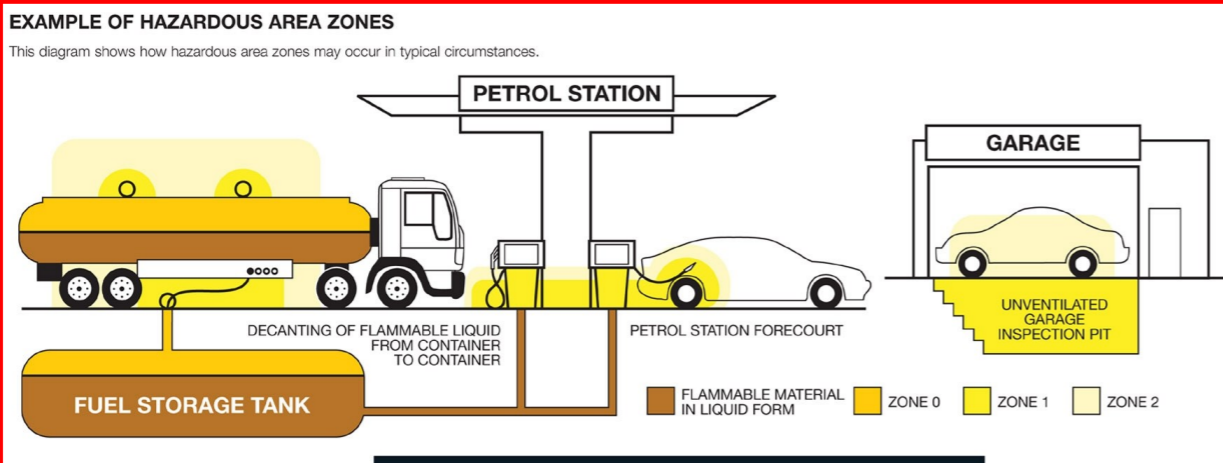 EXAMPLE OF HAZARDOUS AREA ZONES
This diagram shows how hazardous area zones may occur in typical circumstances.
PETROL STATION
GARAGE
DECANTING OF FLAMMABLE LIQUID
FROM CONTAINER
TO CONTAINER
PETROL STATION FORECOURT
UNVENTILATED
GARAGE
INSPECTION PIT
FUEL STORAGE TANK
FLAMMABLE MATERIAL
IN LIQUID FORM
ZONE 0
ZONE 1
ZONE 2